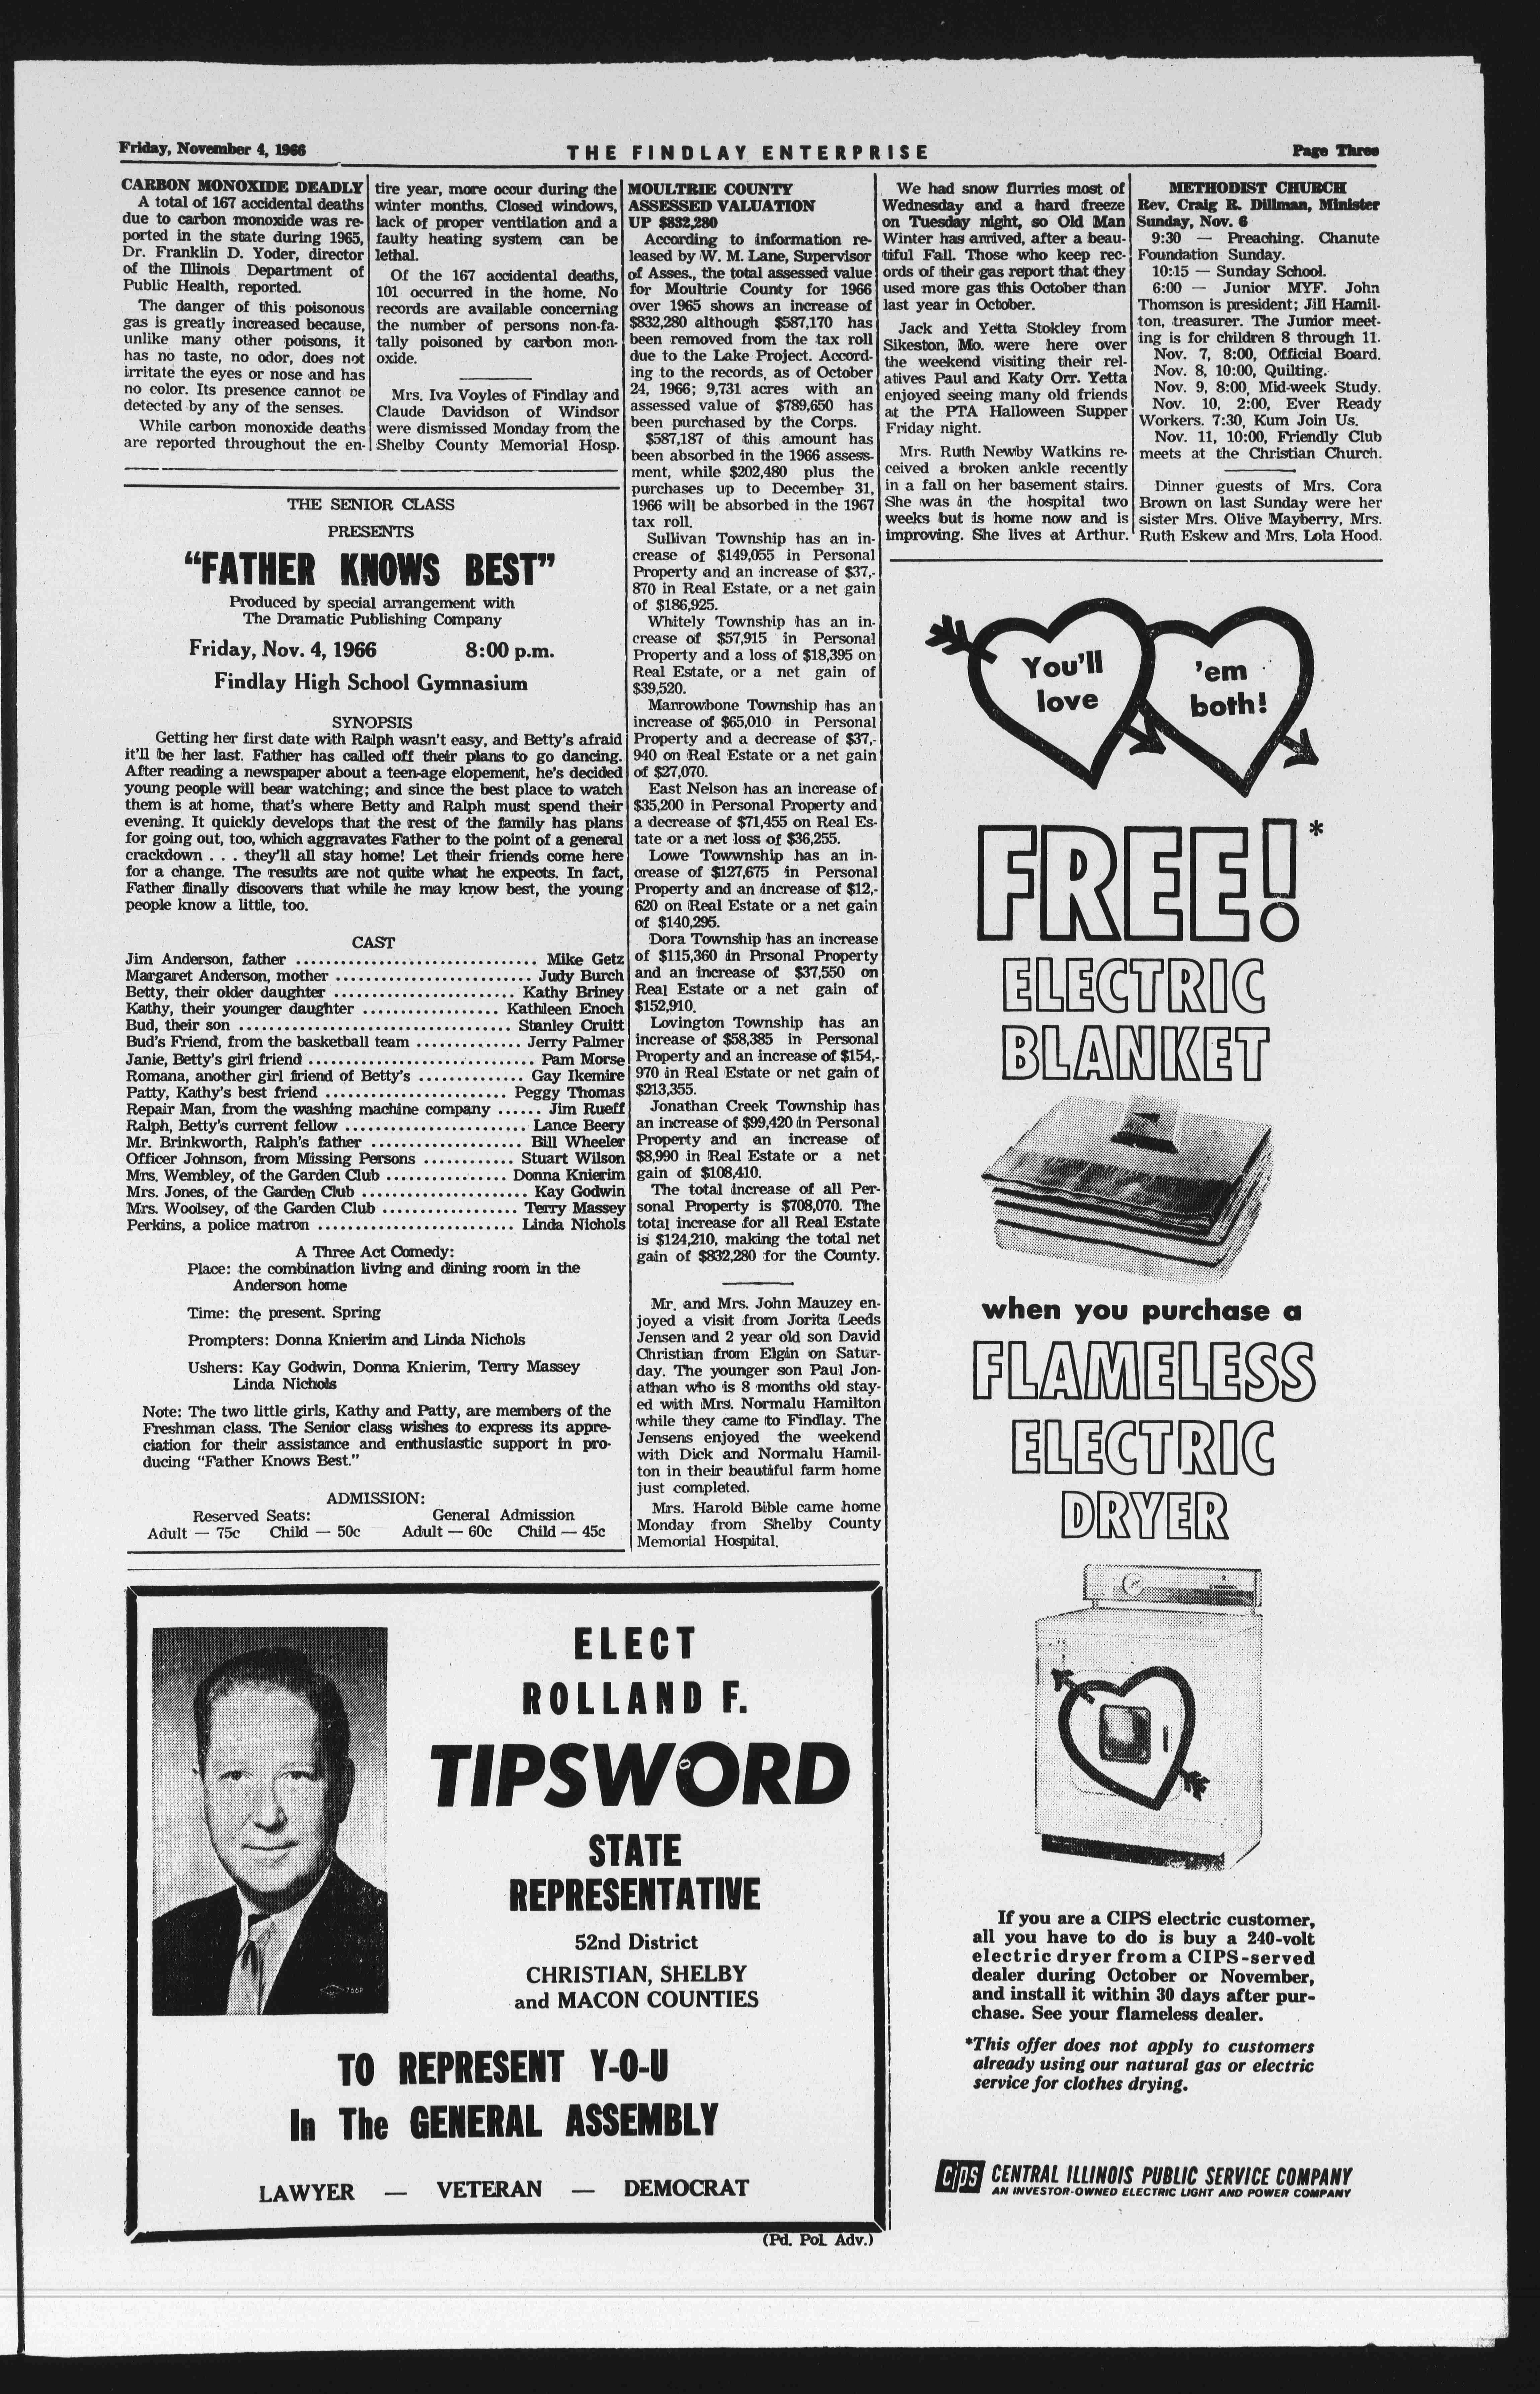 Friday, November 4, 1966
THE FINDLAY ENTERPRISE
Page Three
CARBON MONOXIDE DEADLY
A total of 167 accidental deaths
due to carbon monoxide was re-
ported in the state during 1965,
Dr. Franklin D. Yoder, director
of the Illinois Department of
Public Health, reported.
The danger of this poisonous
gas is greatly increased because,
unlike many other poisons, it
has no taste, no odor, does not
irritate the eyes or nose and has
no color. Its presence cannot be
detected by any of the senses.
While carbon monoxide deaths
are reported throughout the en-
tire year, more occur during the
winter months. Closed windows,
lack of proper ventilation and a
faulty heating system can be
lethal.
Of the 167 accidental deaths,
101 occurred in the home. No
records are available concerning
the number of persons non-fa-
tally poisoned by carbon mon-
oxide.
Mrs. Iva Voyles of Findlay and
Claude Davidson of Windsor
were dismissed Monday from the
Shelby County Memorial Hosp.
THE SENIOR CLASS
PRESENTS
"FATHER KNOWS BEST"
Produced by special arrangement with
The Dramatic Publishing Company
Friday, Nov. 4, 1966 8:00 p.m.
Findlay High School Gymnasium
SYNOPSIS
Getting her first date with Ralph wasn't easy, and Betty's afraid
it'll be her last. Father has called off their plans to go dancing.
After reading a newspaper about a teen-age elopement, he's decided
young people will bear watching; and since the best place to watch
them is at home, that's where Betty and Ralph must spend their
evening. It quickly develops that the rest of the family has plans
for going out, too, which aggravates Father to the point of a general
crackdown . . . they'll all stay home! Let their friends come here
for a change. The results are not quite what he expects. In fact,
Father finally discovers that while he may know best, the young
people know a little, too.
CAST
Jim Anderson, father ................................ Mike Getz
Margaret Anderson, mother .......................... Judy Burch
Betty, their older daughter ........................ Kathy Briney
Kathy, their younger daughter .................. Kathleen Enoch
Bud, their son .................................... Stanley Cruitt
Bud's Friend, from the basketball team .............. Jerry Palmer
Janie, Betty's girl friend .............................. Pam Morse
Romana, another girl friend of Betty's .............. Gay Ikemire
Patty, Kathy's best friend ........................ Peggy Thomas
Repair Man, from the washing machine company ...... Jim Rueff
Ralph, Betty's current fellow ........................ Lance Beery
Mr. Brinkworth, Ralph's father .................... Bill Wheeler
Officer Johnson, from Missing Persons ............ Stuart Wilson
Mrs. Wembley, of the Garden Club ................ Donna Knierim
Mrs. Jones, of the Garden Club ...................... Kay Godwin
Mrs. Woolsey, of the Garden Club .................. Terry Massey
Perkins, a police matron .......................... Linda Nichols
A Three Act Comedy:
Place: the combination living and dining room in the
Anderson home
Time: the present. Spring
Prompters: Donna Knierim and Linda Nichols
Ushers: Kay Godwin, Donna Knierim, Terry Massey
Linda Nichols
Note: The two little girls, Kathy and Patty, are members of the
Freshman class. The Senior class wishes to express its appre-
ciation for their assistance and enthusiastic support in pro-
ducing "Father Knows Best."
ADMISSION:
Reserved Seats: General Admission
Adult — 75c Child — 50c Adult — 60c Child — 45c
MOULTRIE COUNTY
ASSESSED VALUATION
UP $832,280
According to information re-
leased by W. M. Lane, Supervisor
of Asses., the total assessed value
for Moultrie County for 1966
over 1965 shows an increase of
$832,280 although $587,170 has
been removed from the tax roll
due to the Lake Project. Accord-
ing to the records, as of October
24, 1966; 9,731 acres with an
assessed value of $789,650 has
been purchased by the Corps.
$587,187 of this amount has
been absorbed in the 1966 assess-
ment, while $202,480 plus the
purchases up to December 31,
1966 will be absorbed in the 1967
tax roll.
Sullivan Township has an in-
crease of $149,055 in Personal
Property and an increase of $37,-
870 in Real Estate, or a net gain
of $186,925.
Whitely Township has an in-
crease of $57,915 in Personal
Property and a loss of $18,395 on
Real Estate, or a net gain of
$39,520.
Marrowbone Township has an
increase of $65,010 in Personal
Property and a decrease of $37,-
940 on Real Estate or a net gain
of $27,070.
East Nelson has an increase of
$35,200 in Personal Property and
a decrease of $71,455 on Real Es-
tate or a net loss of $36,255.
Lowe Towwnship has an in-
crease of $127,675 in Personal
Property and an increase of $12,-
620 on Real Estate or a net gain
of $140,295.
Dora Township has an increase
of $115,360 in Prsonal Property
and an increase of $37,550 on
Real Estate or a net gain of
$152,910.
Lovington Township has an
increase of $58,385 in Personal
Property and an increase of $154,-
970 in Real Estate or net gain of
$213,355.
Jonathan Creek Township has
an increase of $99,420 in Personal
Property and an increase of
$8,990 in Real Estate or a net
gain of $108,410.
The total increase of all Per-
sonal Property is $708,070. The
total increase for all Real Estate
is $124,210, making the total net
gain of $832,280 for the County.
Mr. and Mrs. John Mauzey en-
joyed a visit from Jorita Leeds
Jensen and 2 year old son David
Christian from Elgin on Satur-
day. The younger son Paul Jon-
athan who is 8 months old stay-
ed with Mrs. Normalu Hamilton
while they came to Findlay. The
Jensens enjoyed the weekend
with Dick and Normalu Hamil-
ton in their beautiful farm home
just completed.
Mrs. Harold Bible came home
Monday from Shelby County
Memorial Hospital.
We had snow flurries most of
Wednesday and a hard freeze
on Tuesday night, so Old Man
Winter has arrived, after a beau-
tiful Fall. Those who keep rec-
ords of their gas report that they
used more gas this October than
last year in October.
Jack and Yetta Stokley from
Sikeston, Mo. were here over
the weekend visiting their rel-
atives Paul and Katy Orr. Yetta
enjoyed seeing many old friends
at the PTA Halloween Supper
Friday night.
Mrs. Ruth Newby Watkins re-
ceived a broken ankle recently
in a fall on her basement stairs.
She was in the hospital two
weeks but is home now and is
improving. She lives at Arthur.
METHODIST CHURCH
Rev. Craig R. Dillman, Minister
Sunday, Nov. 6
9:30 — Preaching. Chanute
Foundation Sunday.
10:15 — Sunday School.
6:00 — Junior MYF. John
Thomson is president; Jill Hamil-
ton, treasurer. The Junior meet-
ing is for children 8 through 11.
Nov. 7, 8:00, Official Board.
Nov. 8, 10:00, Quilting.
Nov. 9, 8:00, Mid-week Study.
Nov. 10, 2:00, Ever Ready
Workers. 7:30, Kum Join Us.
Nov. 11, 10:00, Friendly Club
meets at the Christian Church.
Dinner guests of Mrs. Cora
Brown on last Sunday were her
sister Mrs. Olive Mayberry, Mrs.
Ruth Eskew and Mrs. Lola Hood.
You'll
love
'em
both!
FREE!*
ELECTRIC
BLANKET
when you purchase a
FLAMELESS
ELECTRIC
DRYER
If you are a CIPS electric customer,
all you have to do is buy a 240-volt
electric dryer from a CIPS-served
dealer during October or November,
and install it within 30 days after pur-
chase. See your flameless dealer.
*This offer does not apply to customers
already using our natural gas or electric
service for clothes drying.
CIPS CENTRAL ILLINOIS PUBLIC SERVICE COMPANY
AN INVESTOR-OWNED ELECTRIC LIGHT AND POWER COMPANY
ELECT
ROLLAND F.
TIPSWORD
STATE
REPRESENTATIVE
52nd District
CHRISTIAN, SHELBY
and MACON COUNTIES
TO REPRESENT Y-O-U
In The GENERAL ASSEMBLY
LAWYER — VETERAN — DEMOCRAT
(Pd. Pol. Adv.)